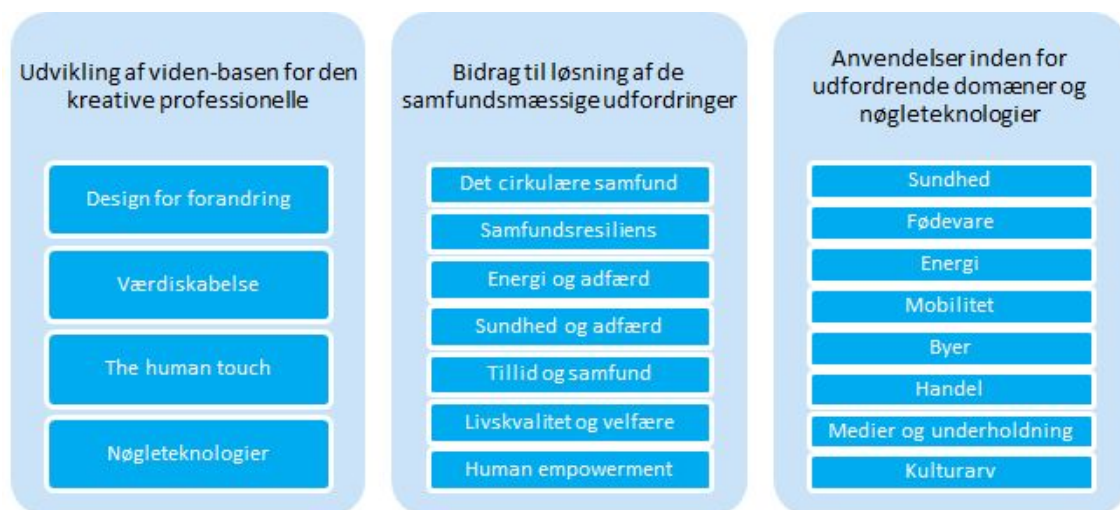 Udvikling af viden-basen for den
kreative professionelle
Design for forandring
Værdiskabelse
The human touch
Nøgleteknologier
Bidrag til løsning af de
samfundsmæssige udfordringer
Det cirkulære samfund
Samfundsresiliens
Energi og adfærd
Sundhed og adfærd
Tillid og samfund
Livskvalitet og velfære
Human empowerment
Anvendelser inden for
udfordrende domæner og
nøgleteknologier
Sundhed
Fødevare
Energi
Mobilitet
Byer
Handel
Medier og underholdning
Kulturarv